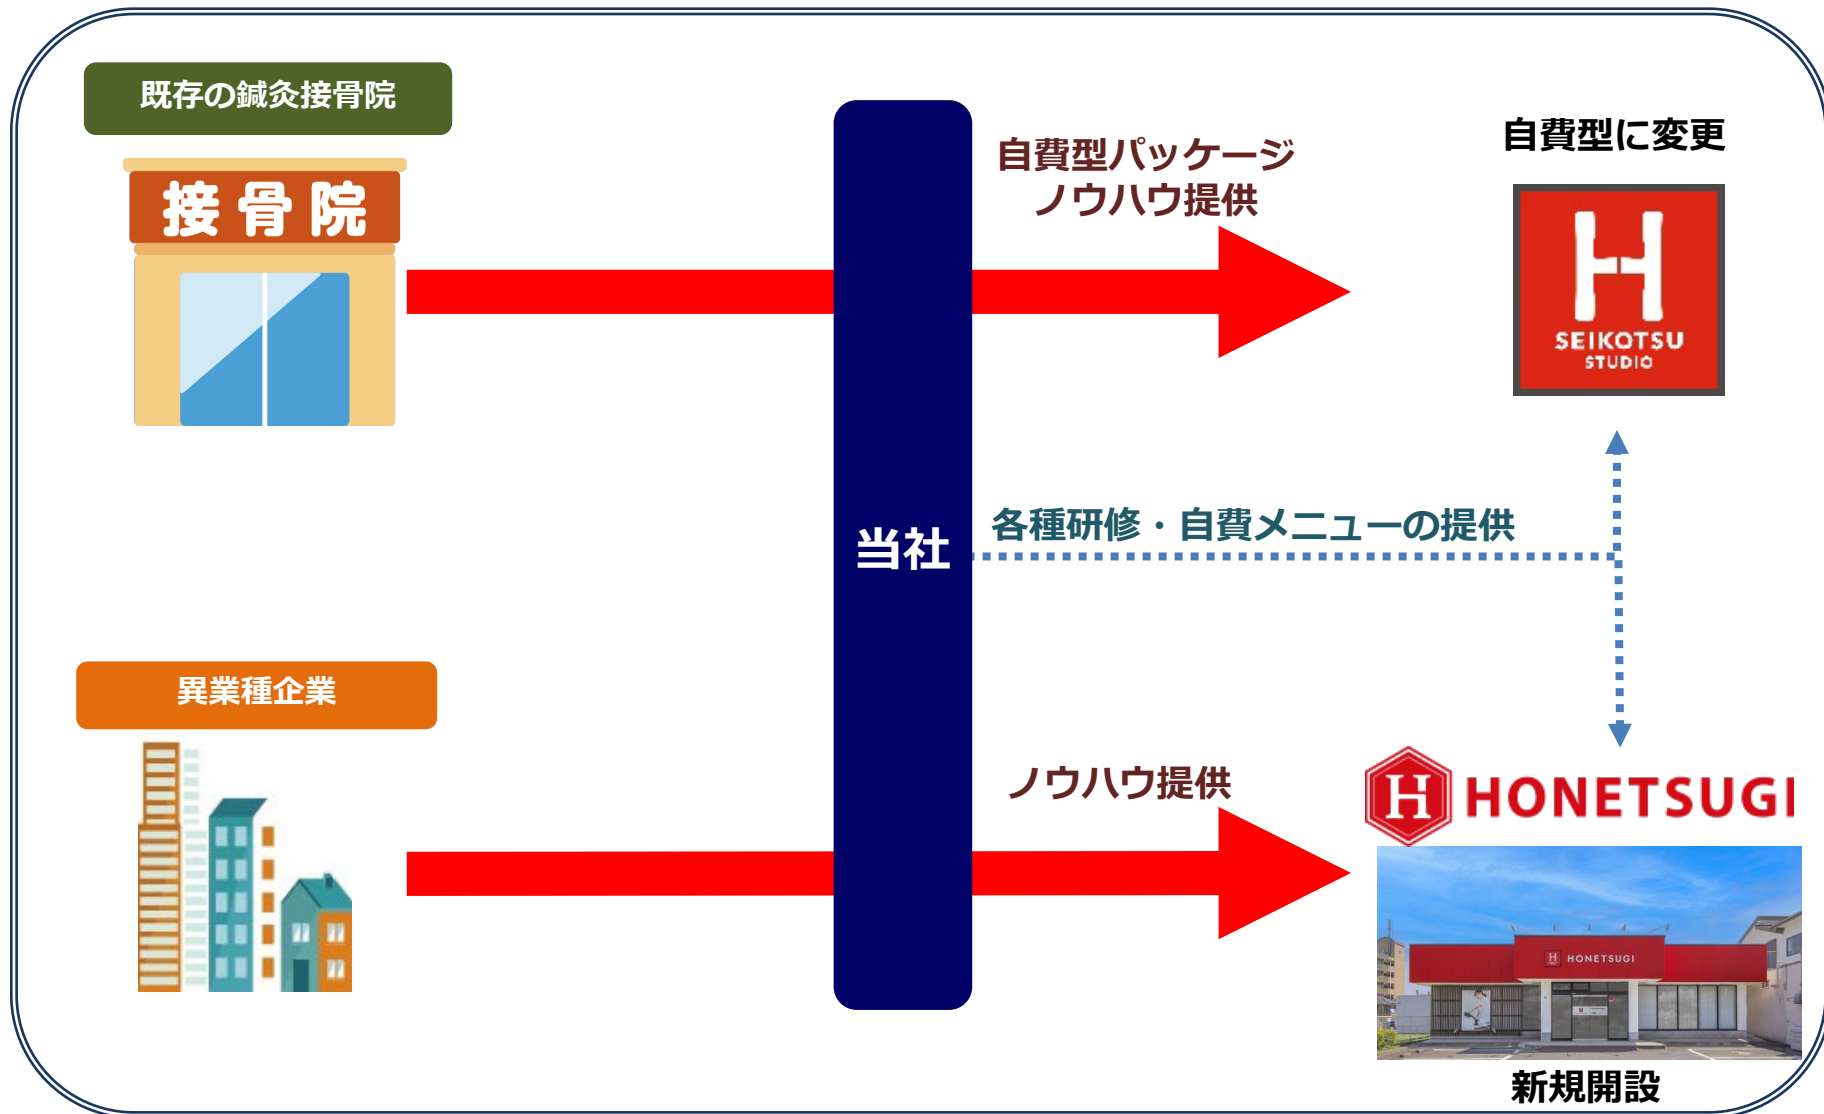 既存の鍼灸接骨院
接骨院
自費型パッケージ
ノウハウ提供
自費型に変更
H
SEIKOTSU
STUDIO
当社
各種研修・自費メニューの提供
異業種企業
ノウハウ提供
H HONETSUGI
H HONETSUGI
新規開設